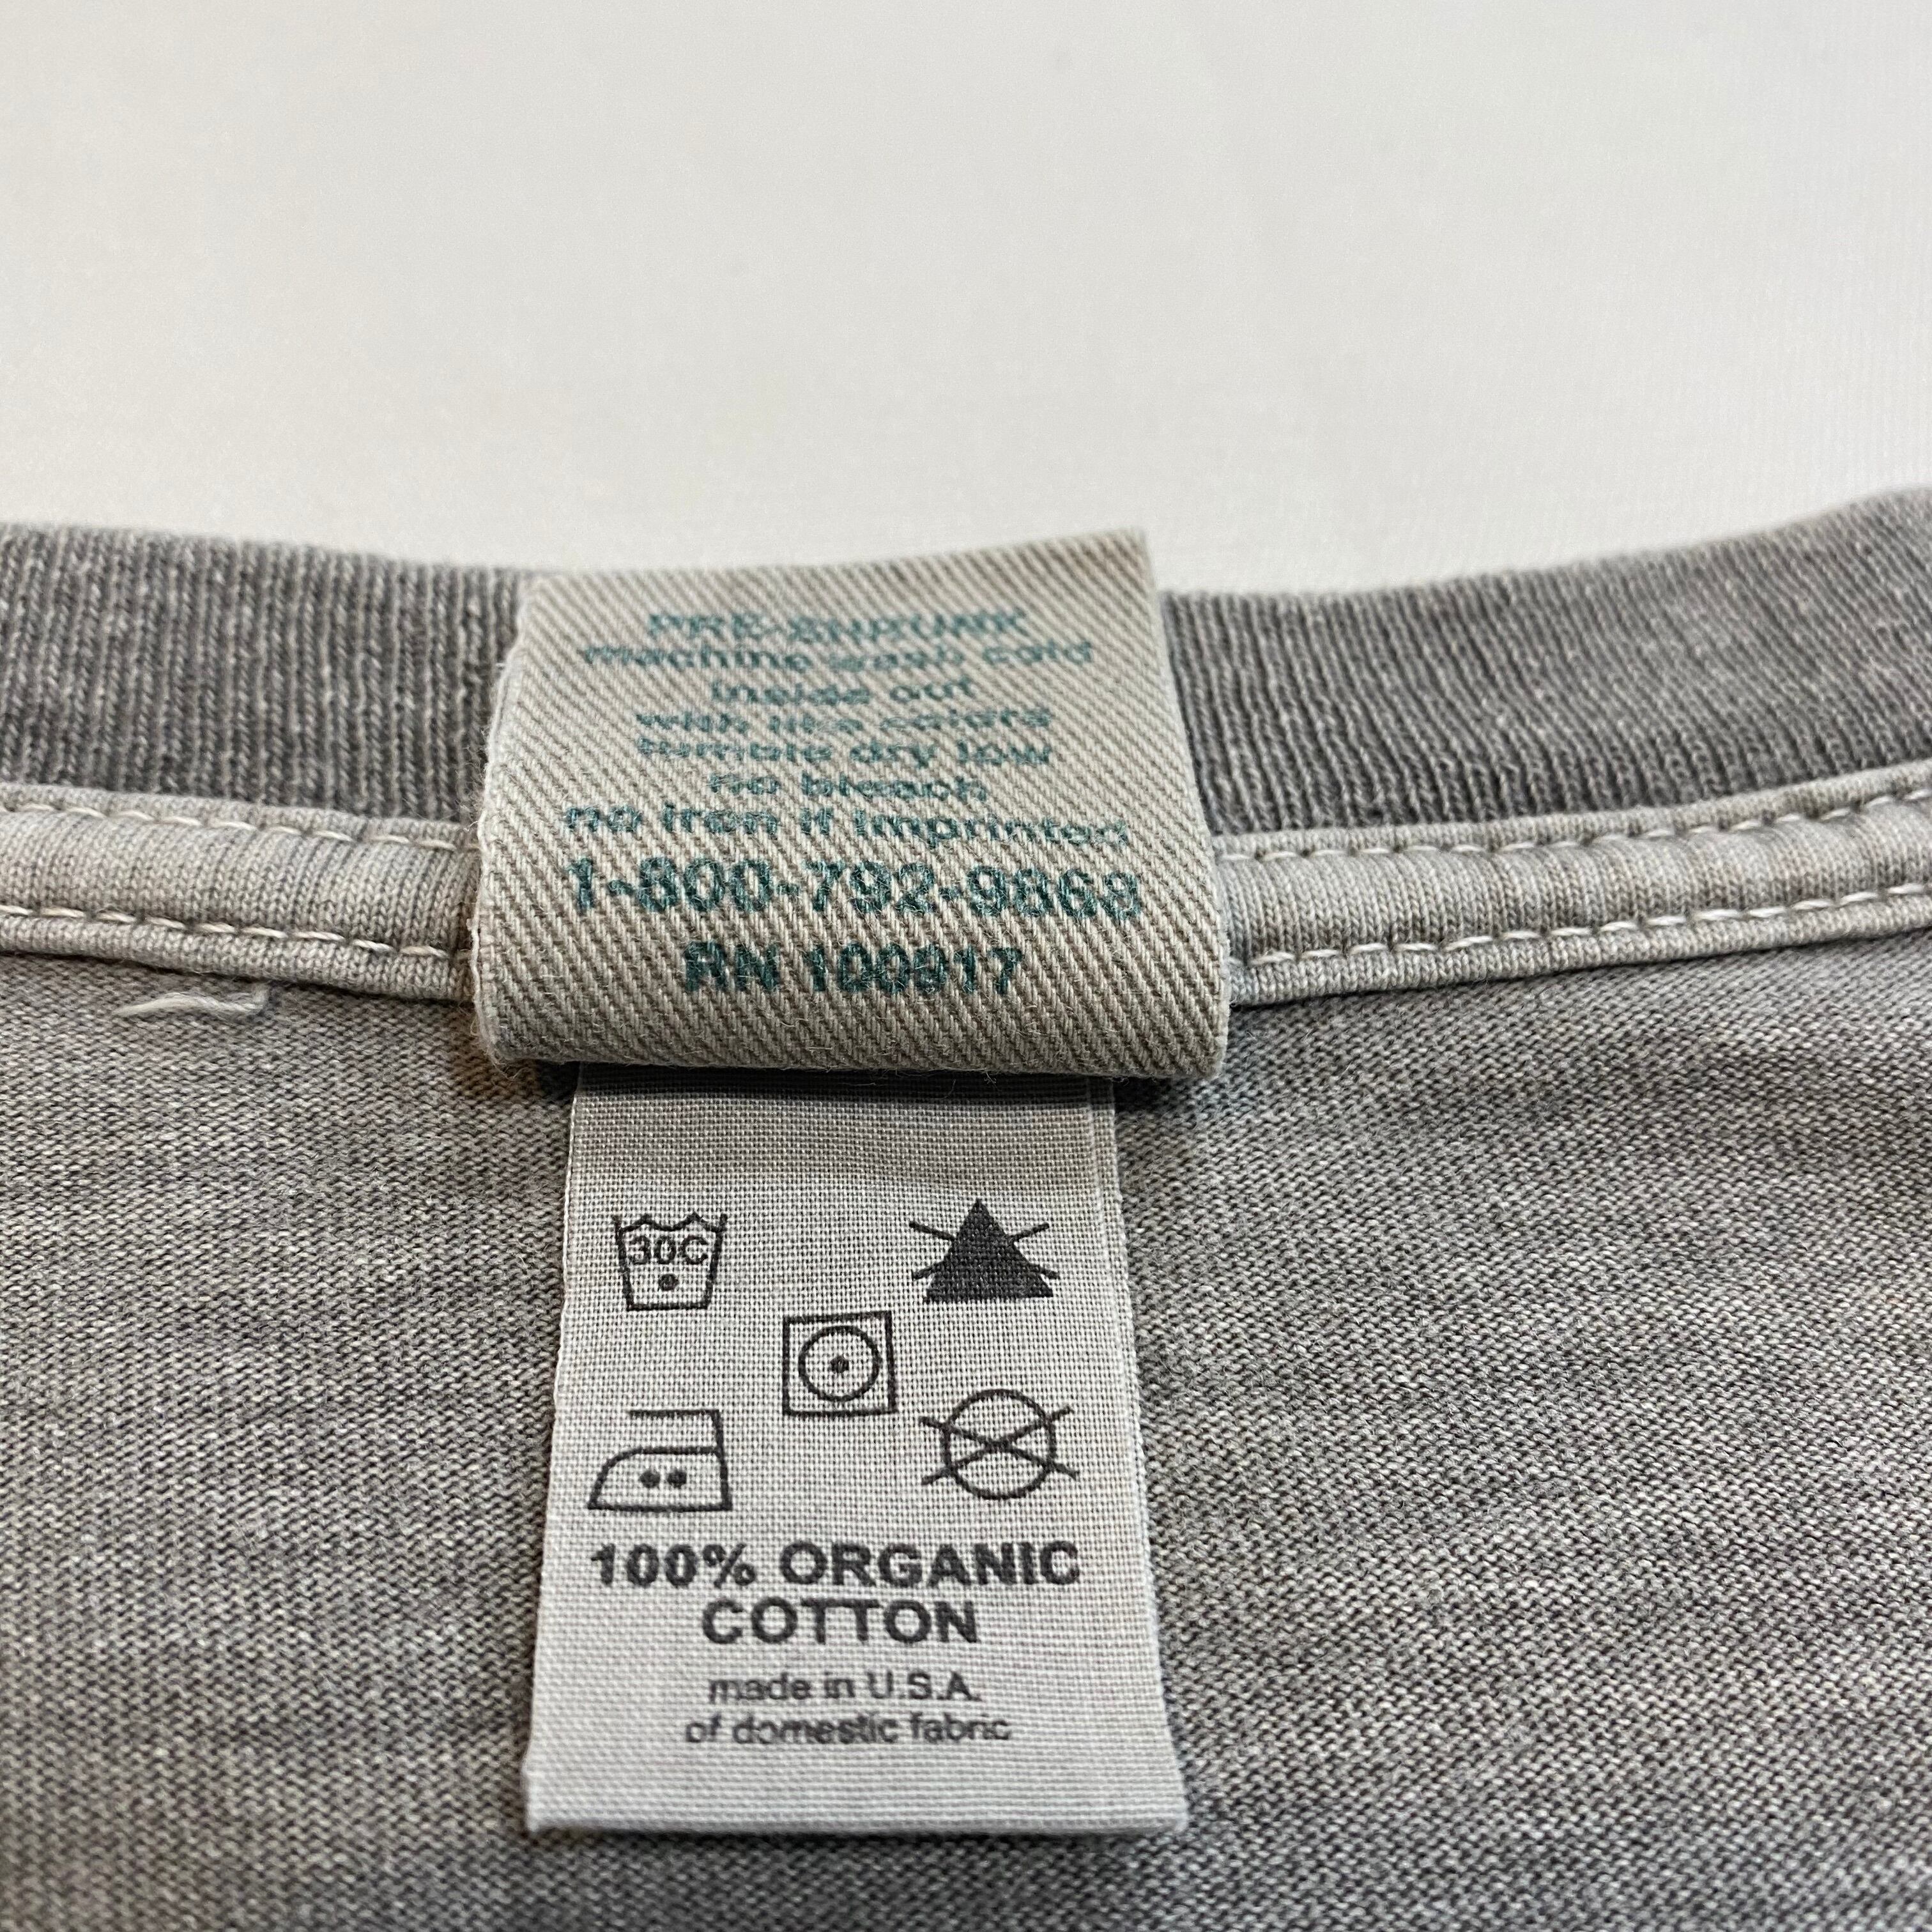 PRE-SHRUNK
machine wash cold
inside out
with like colors
tumble dry low
no bleach
no iron if imprinted
1-800-792-9868
RN 100917
30C
100% ORGANIC
COTTON
made in U.S.A.
of domestic fabric